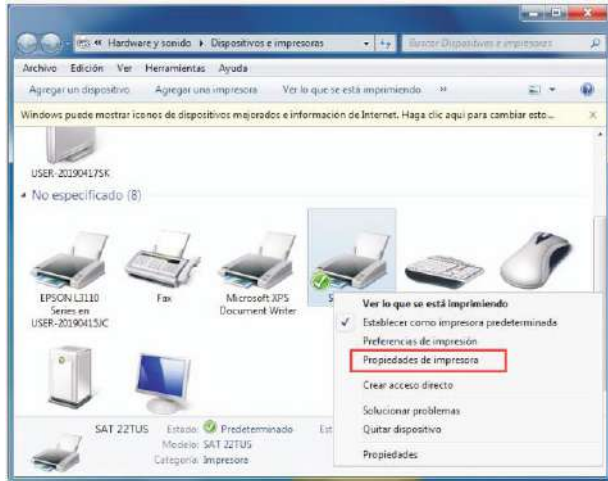 « Hardware y sonido ▸ Dispositivos e impresoras
Buscar Dispositivos e impresoras
Archivo Edición Ver Herramientas Ayuda
Agregar un dispositivo Agregar una impresora Ver lo que se está imprimiendo »
Windows puede mostrar iconos de dispositivos mejorados e información de Internet. Haga clic aquí para cambiar esto...
USER-20190417SK
No especificado (8)
EPSON L3110
Series en
USER-20190415JC
Fax
Microsoft XPS
Document Writer
S
Ver lo que se está imprimiendo
✓ Establecer como impresora predeterminada
Preferencias de impresión
Propiedades de impresora
Crear acceso directo
Solucionar problemas
Quitar dispositivo
Propiedades
SAT 22TUS Estado: Predeterminado Est
Modelo: SAT 22TUS
Categoría: Impresora